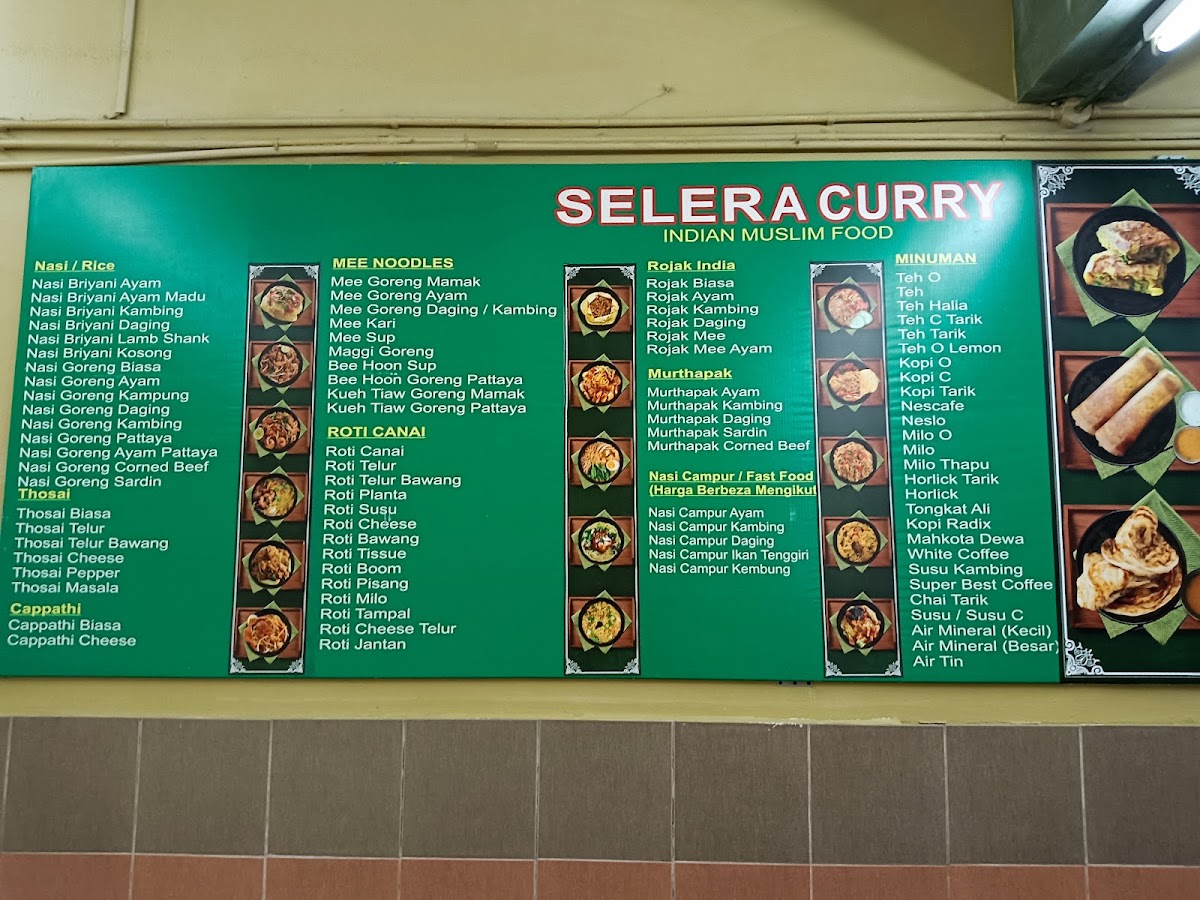 SELERA CURRY
INDIAN MUSLIM FOOD
Nasi / Rice
Nasi Briyani Ayam
Nasi Briyani Ayam Madu
Nasi Briyani Kambing
Nasi Briyani Daging
Nasi Briyani Lamb Shank
Nasi Briyani Kosong
Nasi Goreng Biasa
Nasi Goreng Ayam
Nasi Goreng Kampung
Nasi Goreng Daging
Nasi Goreng Kambing
Nasi Goreng Pattaya
Nasi Goreng Ayam Pattaya
Nasi Goreng Corned Beef
Nasi Goreng Sardin
Thosai
Thosai Biasa
Thosai Telur
Thosai Telur Bawang
Thosai Cheese
Thosai Pepper
Thosai Masala
Cappathi
Cappathi Biasa
Cappathi Cheese
MEE NOODLES
Mee Goreng Mamak
Mee Goreng Ayam
Mee Goreng Daging / Kambing
Mee Kari
Mee Sup
Maggi Goreng
Bee Hoon Sup
Bee Hoon Goreng Pattaya
Kueh Tiaw Goreng Mamak
Kueh Tiaw Goreng Pattaya
ROTI CANAI
Roti Canai
Roti Telur
Roti Telur Bawang
Roti Planta
Roti Susu
Roti Cheese
Roti Bawang
Roti Tissue
Roti Boom
Roti Pisang
Roti Milo
Roti Tampal
Roti Cheese Telur
Roti Jantan
Rojak India
Rojak Biasa
Rojak Ayam
Rojak Kambing
Rojak Daging
Rojak Mee
Rojak Mee Ayam
Murthapak
Murthapak Ayam
Murthapak Kambing
Murthapak Daging
Murthapak Sardin
Murthapak Corned Beef
Nasi Campur / Fast Food
(Harga Berbeza Mengikut
Nasi Campur Ayam
Nasi Campur Kambing
Nasi Campur Daging
Nasi Campur Ikan Tenggiri
Nasi Campur Kembung
MINUMAN
Teh O
Teh
Teh Halia
Teh C Tarik
Teh Tarik
Teh O Lemon
Kopi O
Kopi C
Kopi Tarik
Nescafe
Neslo
Milo O
Milo
Milo Thapu
Horlick Tarik
Horlick
Tongkat Ali
Kopi Radix
Mahkota Dewa
White Coffee
Susu Kambing
Super Best Coffee
Chai Tarik
Susu / Susu C
Air Mineral (Kecil)
Air Mineral (Besar)
Air Tin